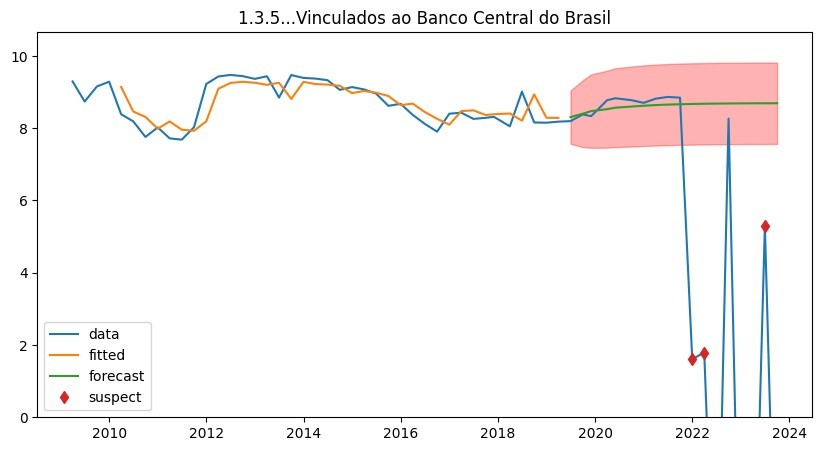 1.3.5...Vinculados ao Banco Central do Brasil
10
8
6
4
2
0
data
fitted
forecast
suspect
2010 2012 2014 2016 2018 2020 2022 2024